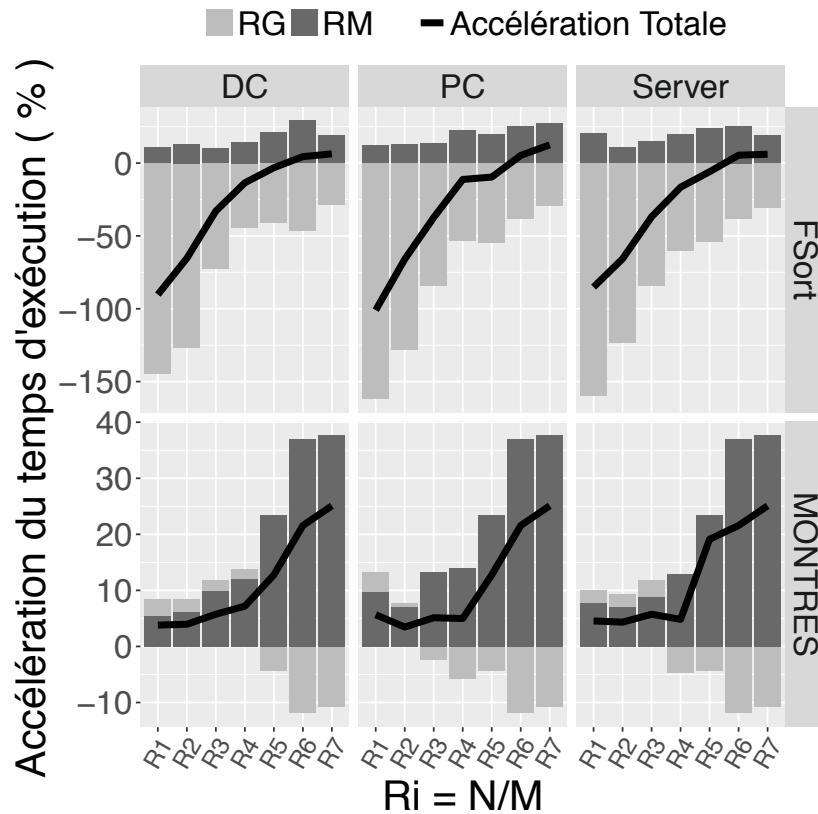 RG RM Accélération Totale
DC PC Server
Accélération du temps d'exécution ( % )
0
−50
−100
−150
FSort
40
30
20
10
0
−10
MONTRES
R1 R2 R3 R4 R5 R6 R7 R1 R2 R3 R4 R5 R6 R7 R1 R2 R3 R4 R5 R6 R7
Ri = N/M